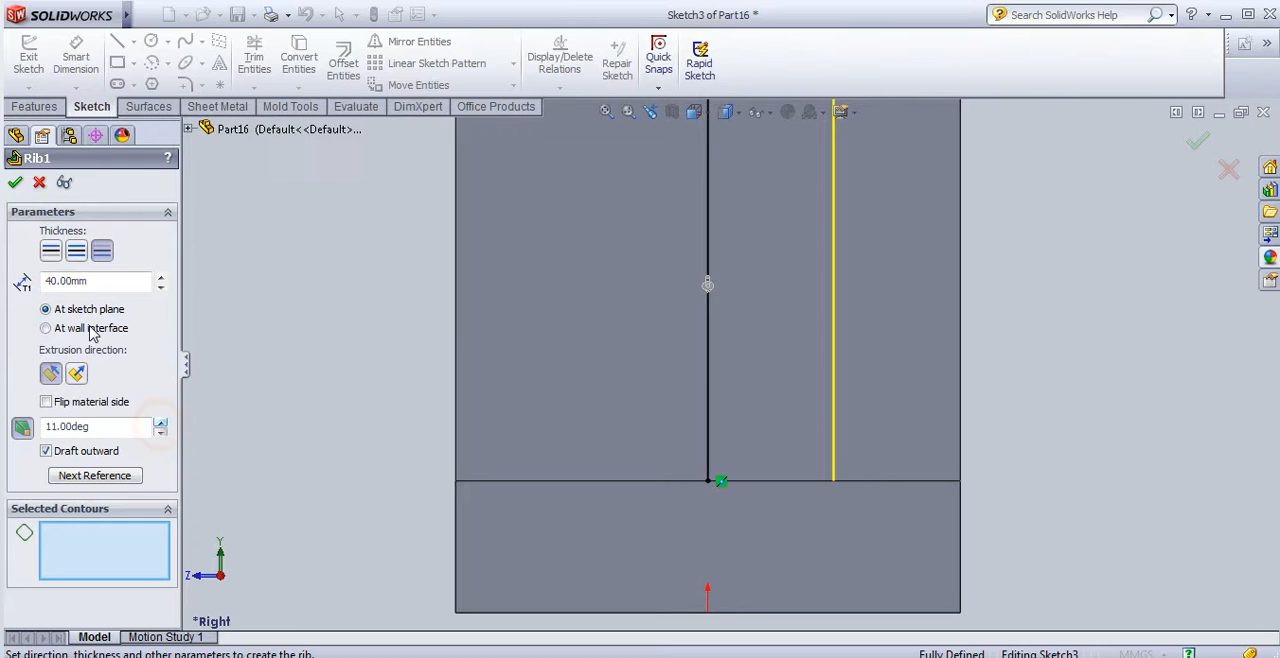 SOLIDWORKS
Sketch3 of Part16 *
Search SolidWorks Help
Exit Sketch
Smart Dimension
Trim Entities
Convert Entities
Offset Entities
Mirror Entities
Linear Sketch Pattern
Move Entities
Display/Delete Relations
Repair Sketch
Quick Snaps
Rapid Sketch
Features
Sketch
Surfaces
Sheet Metal
Mold Tools
Evaluate
DimXpert
Office Products
Part16 (Default<<Default>...
Rib1
?
Parameters
Thickness:
T1
40.00mm
At sketch plane
At wall interface
Extrusion direction:
Flip material side
11.00deg
Draft outward
Next Reference
Selected Contours
Y
Z
*Right
Model
Motion Study 1
Set direction, thickness and other parameters to create the rib.
Fully Defined
Editing Sketch3
MMGS
?